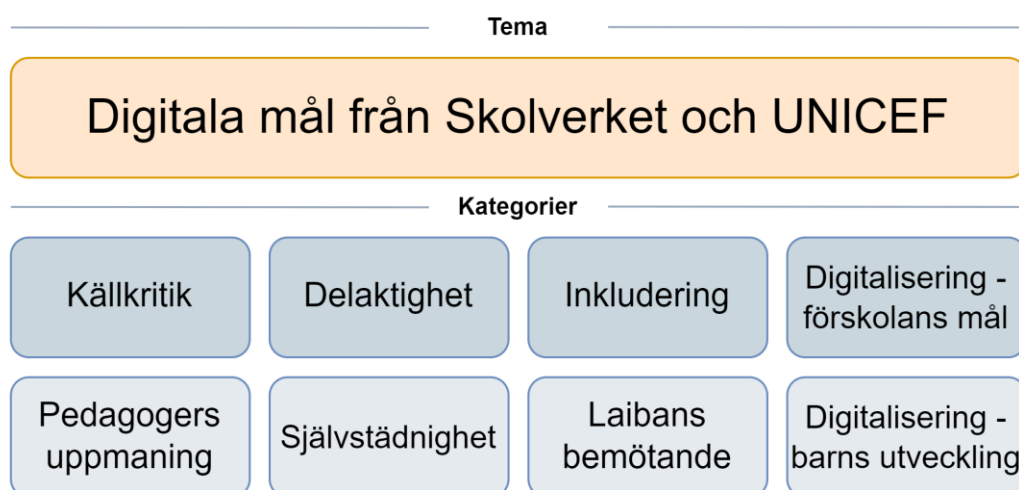 Tema
Digitala mål från Skolverket och UNICEF
Kategorier
Källkritik
Delaktighet
Inkludering
Digitalisering -
förskolans mål
Pedagogers
uppmaning
Självstädnighet
Laibans
bemötande
Digitalisering -
barns utveckling